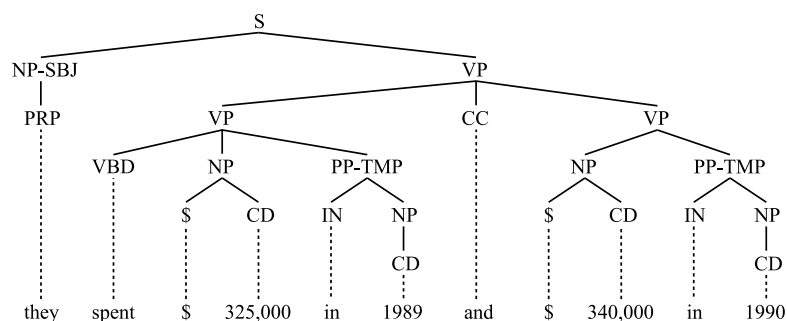 S
NP-SBJ VP
PRP VP CC VP
VBD NP PP-TMP NP PP-TMP
$ CD IN NP $ CD IN NP
CD CD
they spent $ 325,000 in 1989 and $ 340,000 in 1990